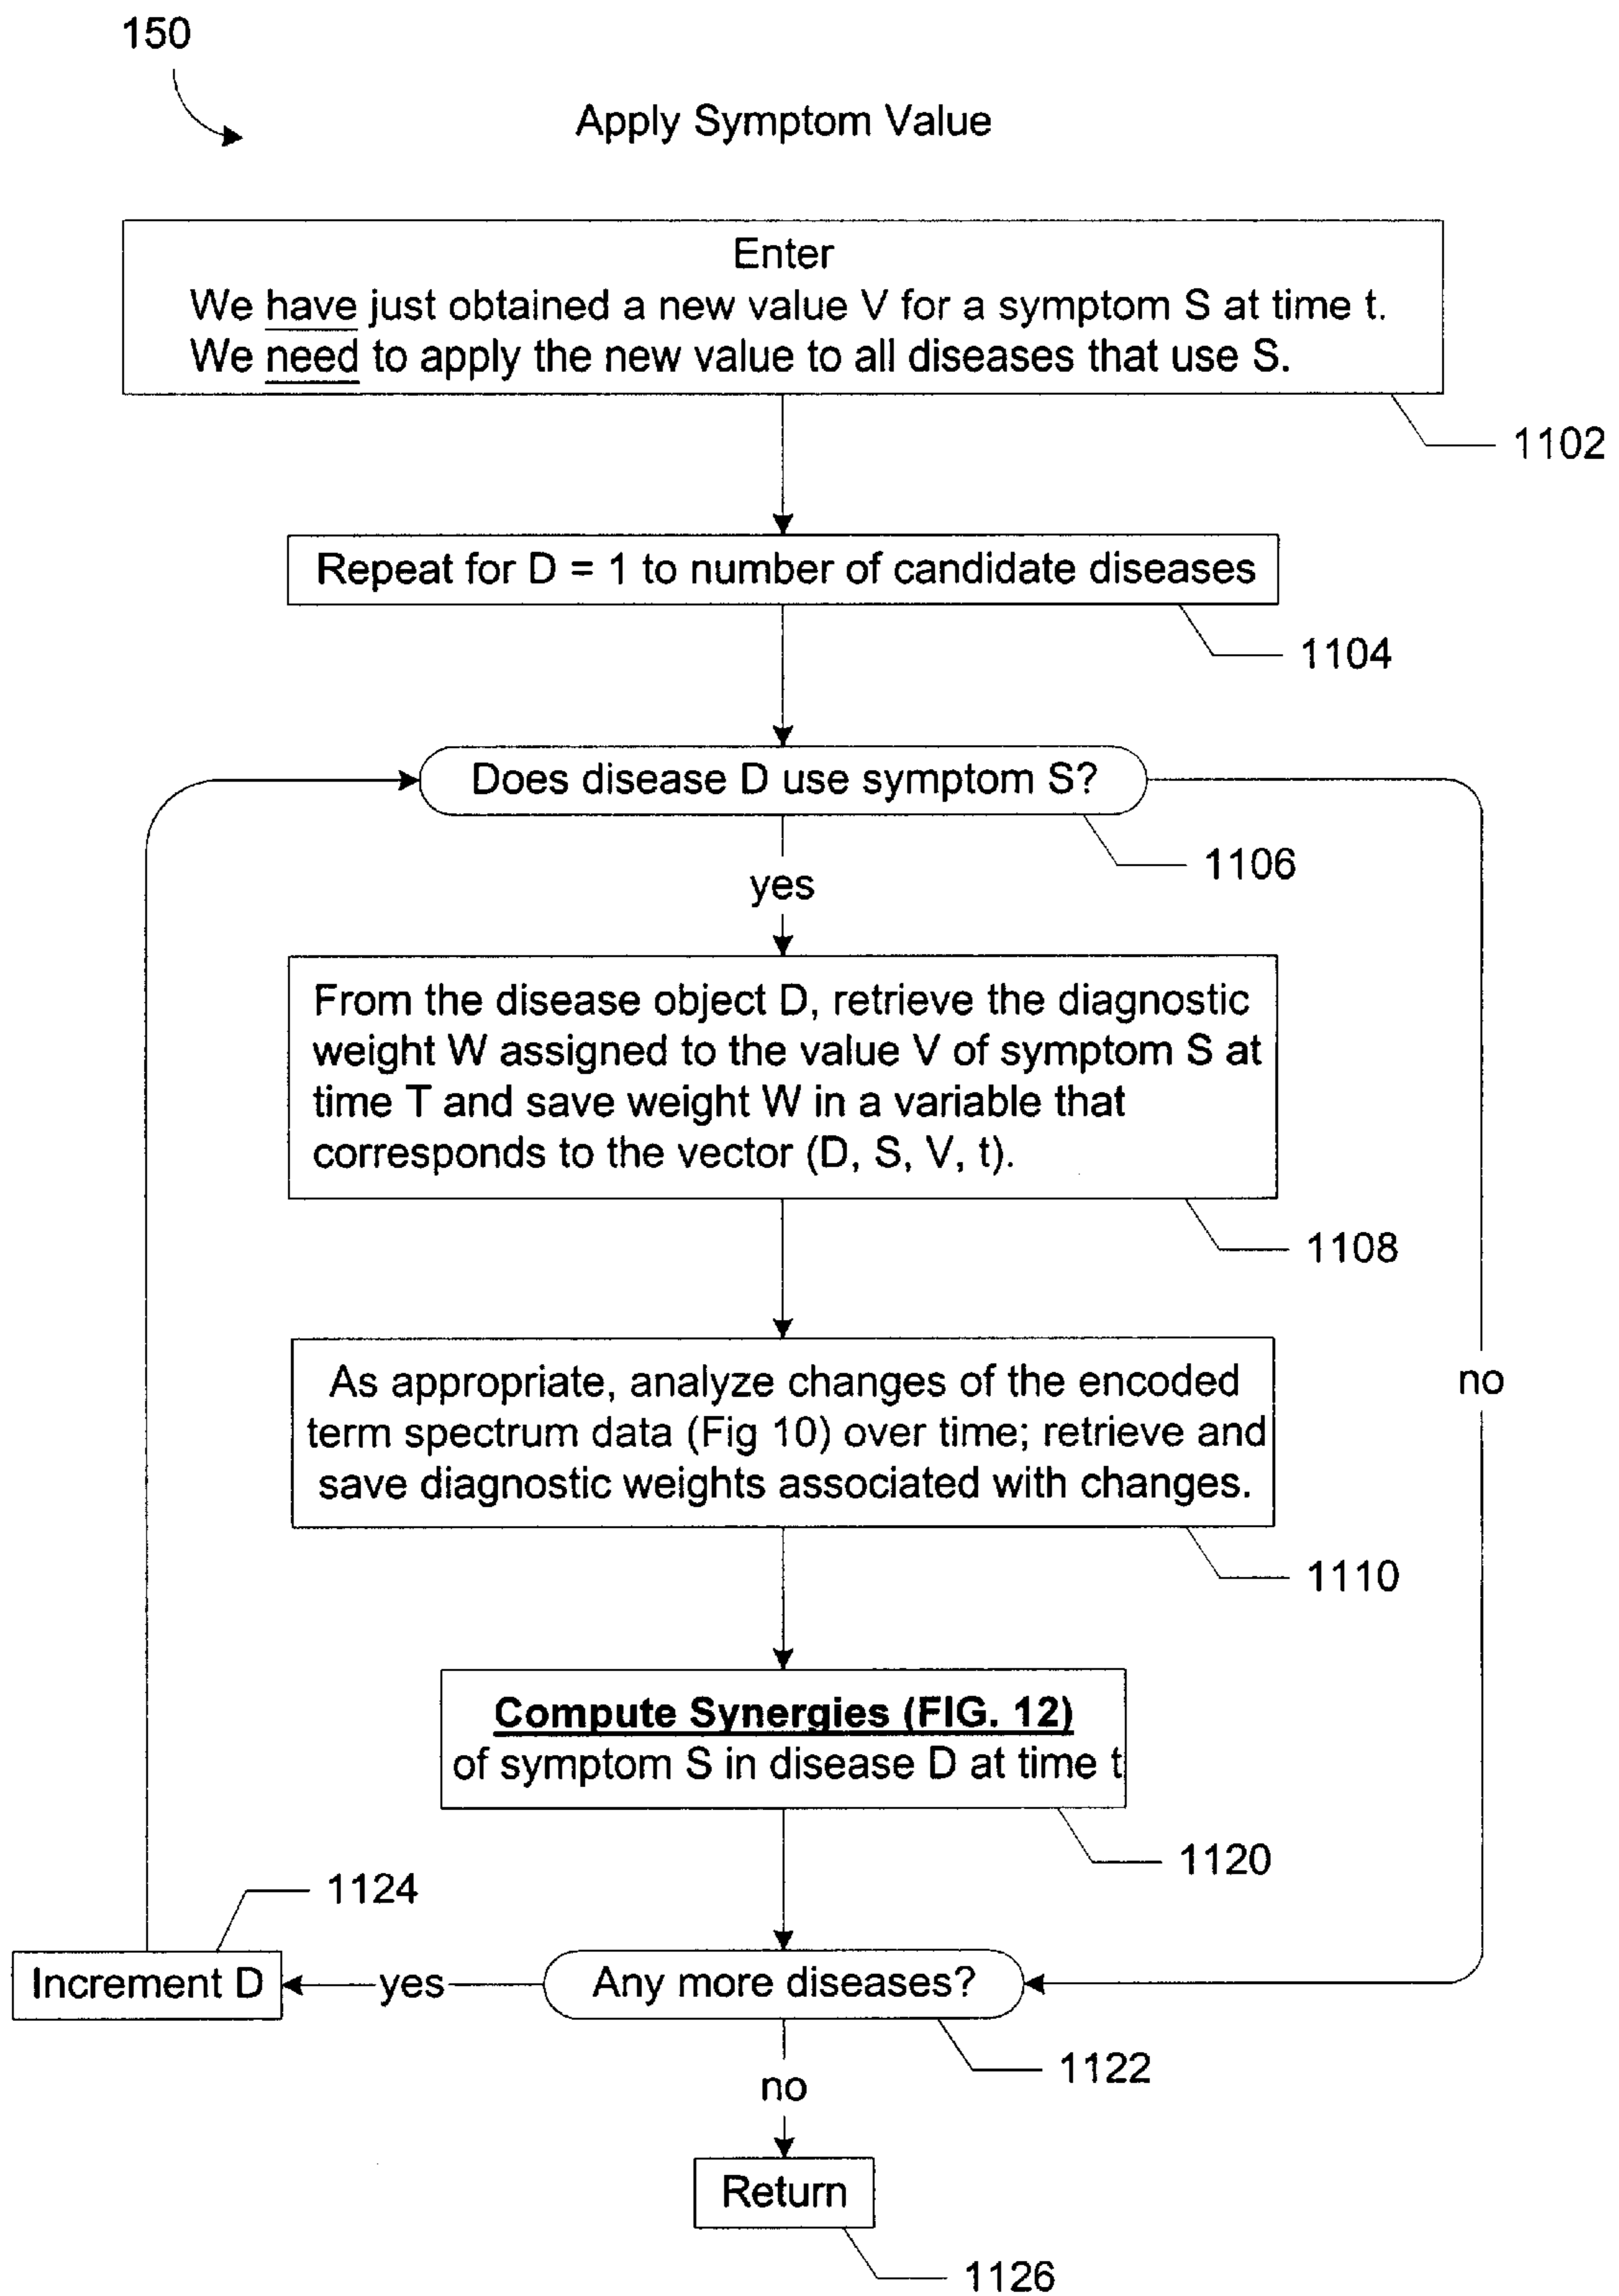 150
Apply Symptom Value
Enter
We have just obtained a new value V for a symptom S at time t.
We need to apply the new value to all diseases that use S.
1102
Repeat for D = 1 to number of candidate diseases
1104
Does disease D use symptom S?
1106
yes
From the disease object D, retrieve the diagnostic
weight W assigned to the value V of symptom S at
time T and save weight W in a variable that
corresponds to the vector (D, S, V, t).
1108
As appropriate, analyze changes of the encoded
term spectrum data (Fig 10) over time; retrieve and
save diagnostic weights associated with changes.
no
1110
Compute Synergies (FIG. 12)
of symptom S in disease D at time t
1120
1124
Increment D
yes
Any more diseases?
1122
no
Return
1126